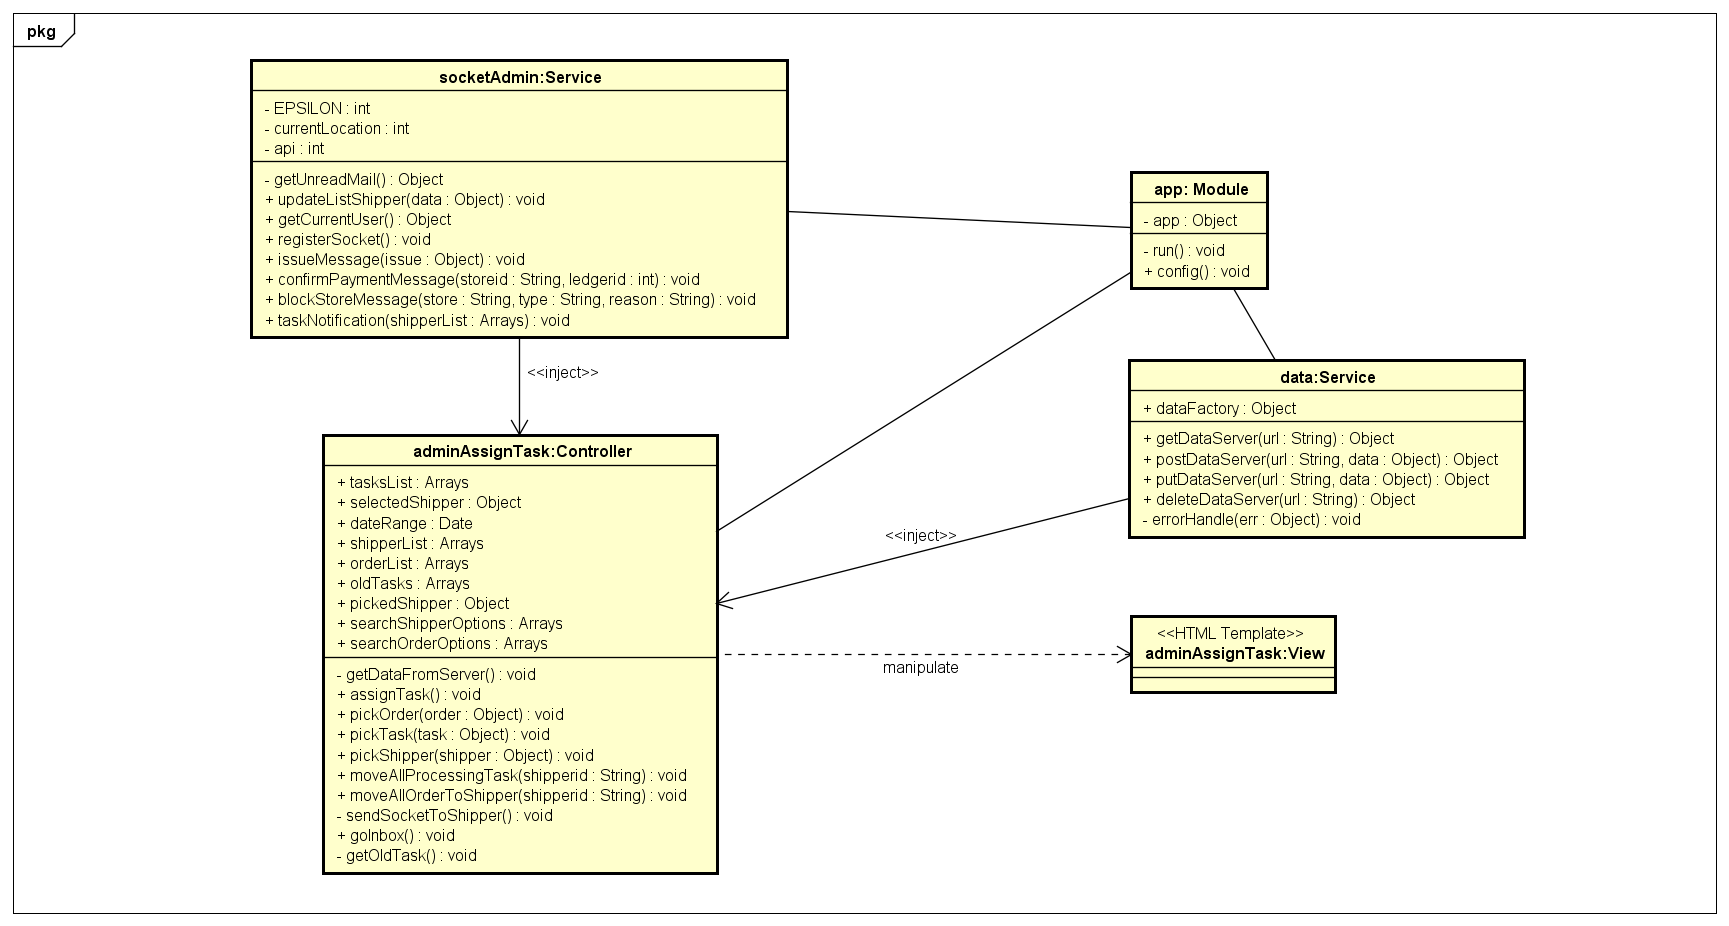 pkg
socketAdmin:Service
- EPSILON : int
- currentLocation : int
- api : int
- getUnreadMail() : Object
+ updateListShipper(data : Object) : void
+ getCurrentUser() : Object
+ registerSocket() : void
+ issueMessage(issue : Object) : void
+ confirmPaymentMessage(storeid : String, ledgerid : int) : void
+ blockStoreMessage(store : String, type : String, reason : String) : void
+ taskNotification(shipperList : Arrays) : void
app: Module
- app : Object
- run() : void
+ config() : void
<<inject>>
data:Service
+ dataFactory : Object
+ getDataServer(url : String) : Object
+ postDataServer(url : String, data : Object) : Object
+ putDataServer(url : String, data : Object) : Object
+ deleteDataServer(url : String) : Object
- errorHandle(err : Object) : void
adminAssignTask:Controller
+ tasksList : Arrays
+ selectedShipper : Object
+ dateRange : Date
+ shipperList : Arrays
+ orderList : Arrays
+ oldTasks : Arrays
+ pickedShipper : Object
+ searchShipperOptions : Arrays
+ searchOrderOptions : Arrays
- getDataFromServer() : void
+ assignTask() : void
+ pickOrder(order : Object) : void
+ pickTask(task : Object) : void
+ pickShipper(shipper : Object) : void
+ moveAllProcessingTask(shipperid : String) : void
+ moveAllOrderToShipper(shipperid : String) : void
- sendSocketToShipper() : void
+ goInbox() : void
- getOldTask() : void
<<inject>>
manipulate
<<HTML Template>>
adminAssignTask:View